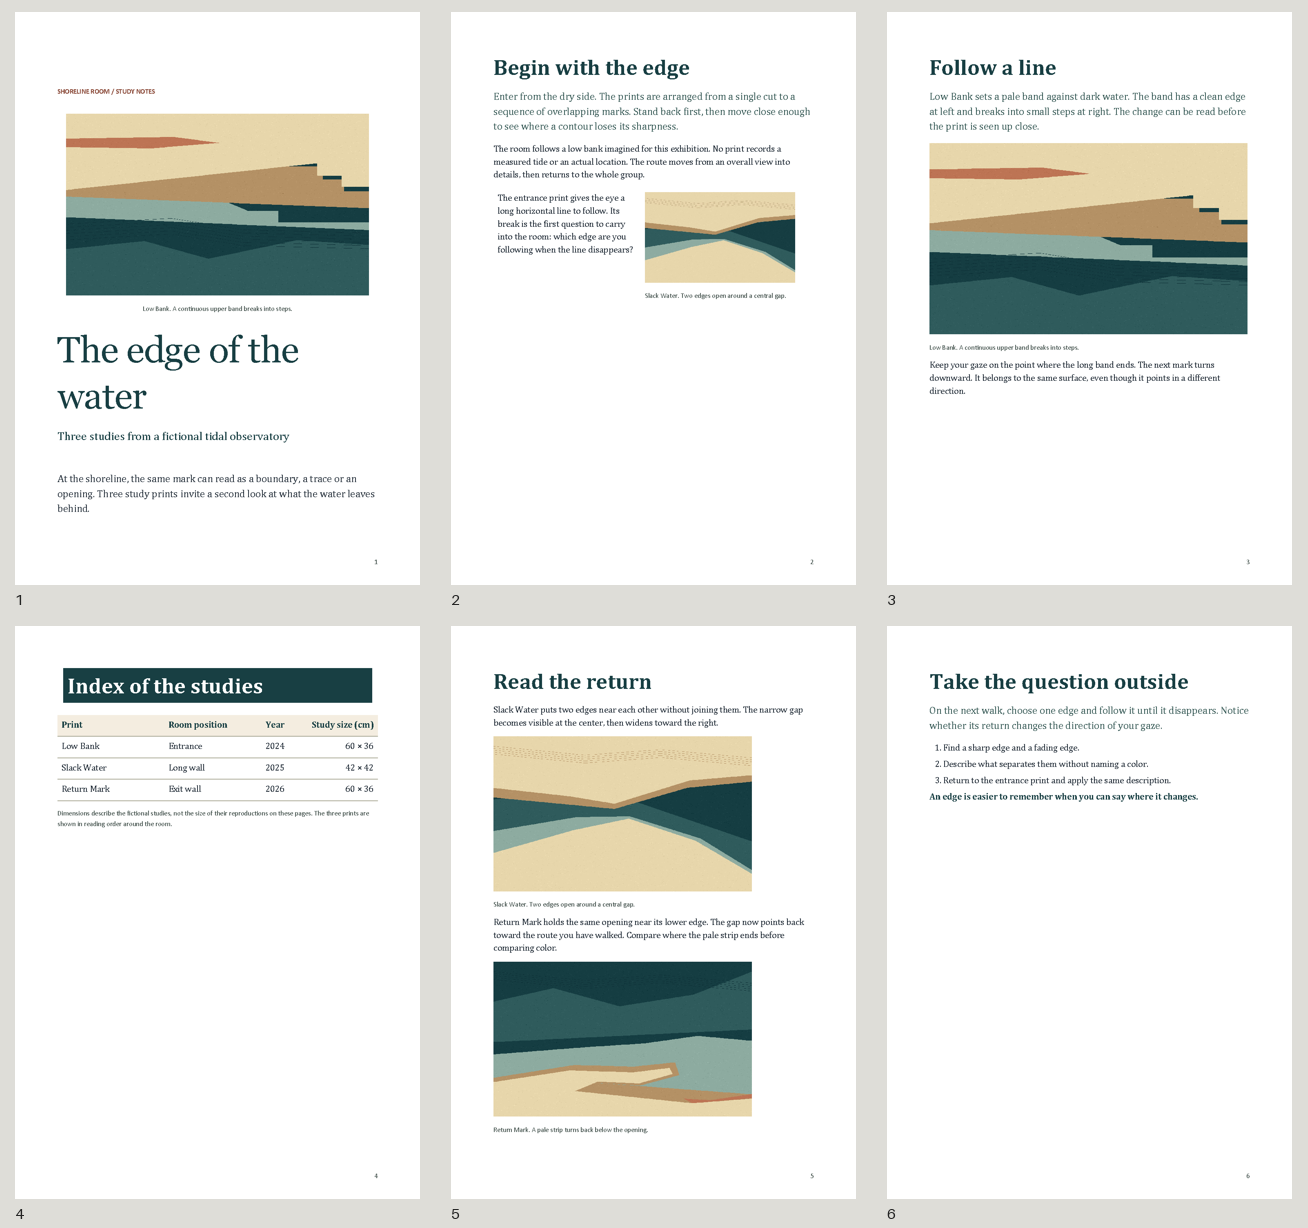 SHORELINE ROOM / STUDY NOTES
Low Bank. A continuous upper band breaks into steps.
The edge of the
water
Three studies from a fictional tidal observatory
At the shoreline, the same mark can read as a boundary, a trace or an
opening. Three study prints invite a second look at what the water leaves
behind.
1
1
Begin with the edge
Enter from the dry side. The prints are arranged from a single cut to a
sequence of overlapping marks. Stand back first, then move close enough
to see where a contour loses its sharpness.
The room follows a low bank imagined for this exhibition. No print records a
measured tide or an actual location. The route moves from an overall view into
details, then returns to the whole group.
The entrance print gives the eye a
long horizontal line to follow. Its
break is the first question to carry
into the room: which edge are you
following when the line disappears?
Slack Water. Two edges open around a central gap.
2
2
Follow a line
Low Bank sets a pale band against dark water. The band has a clean edge
at left and breaks into small steps at right. The change can be read before
the print is seen up close.
Low Bank. A continuous upper band breaks into steps.
Keep your gaze on the point where the long band ends. The next mark turns
downward. It belongs to the same surface, even though it points in a different
direction.
3
3
Index of the studies
Print Room position Year Study size (cm)
Low Bank Entrance 2024 60 × 36
Slack Water Long wall 2025 42 × 42
Return Mark Exit wall 2026 60 × 36
Dimensions describe the fictional studies, not the size of their reproductions on these pages. The three prints are
shown in reading order around the room.
4
4
Read the return
Slack Water puts two edges near each other without joining them. The narrow gap
becomes visible at the center, then widens toward the right.
Slack Water. Two edges open around a central gap.
Return Mark holds the same opening near its lower edge. The gap now points back
toward the route you have walked. Compare where the pale strip ends before
comparing color.
Return Mark. A pale strip turns back below the opening.
5
5
Take the question outside
On the next walk, choose one edge and follow it until it disappears. Notice
whether its return changes the direction of your gaze.
1. Find a sharp edge and a fading edge.
2. Describe what separates them without naming a color.
3. Return to the entrance print and apply the same description.
An edge is easier to remember when you can say where it changes.
6
6